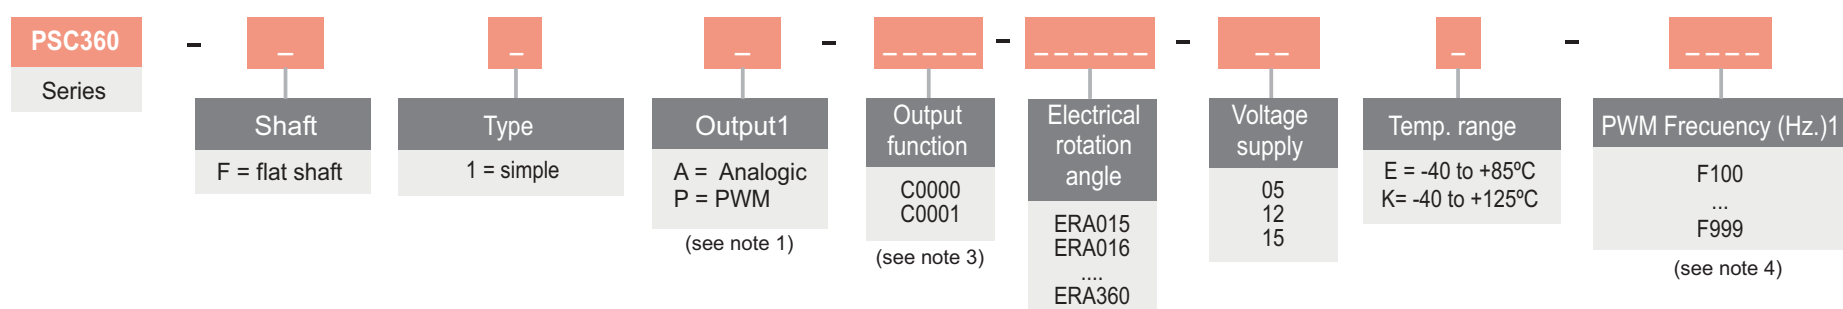 PSC360 - _ _ _ - _ _ _ _ _ - _ _ _ _ _ _ - _ _ _ - _ _ _ _
Series
Shaft
F = flat shaft
Type
1 = simple
Output1
A = Analogic
P = PWM
(see note 1)
Output
function
C0000
C0001
(see note 3)
Electrical
rotation
angle
ERA015
ERA016
....
ERA360
Voltage
supply
05
12
15
Temp. range
E = -40 to +85ºC
K= -40 to +125ºC
PWM Frecuency (Hz.)1
F100
...
F999
(see note 4)